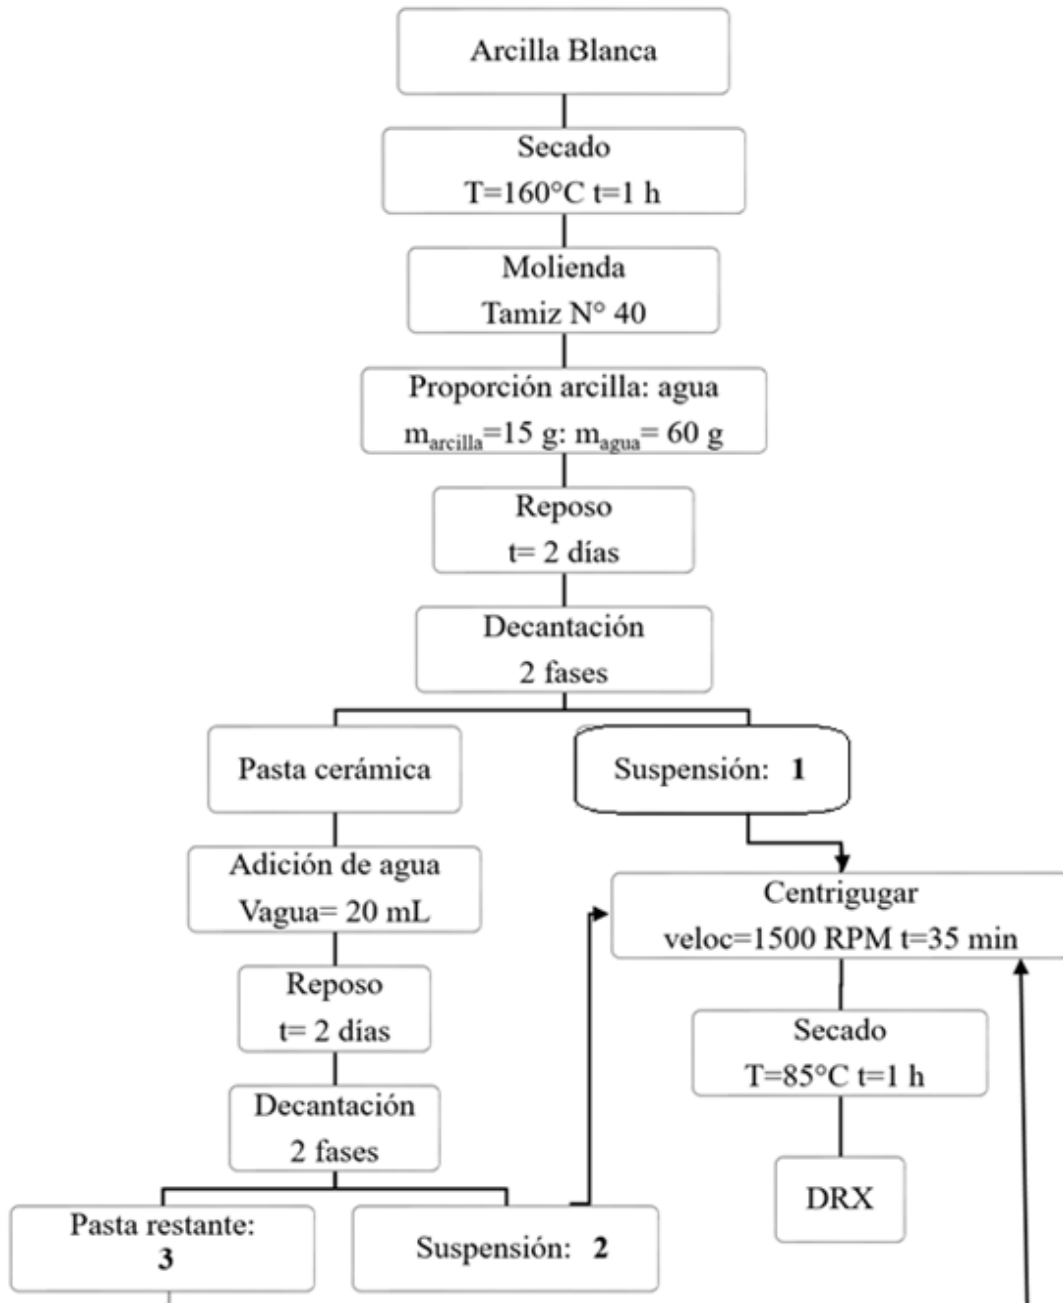 Arcilla Blanca
Secado
T=160°C t=1 h
Molienda
Tamiz N° 40
Proporción arcilla: agua
marcilla=15 g: magua= 60 g
Reposo
t= 2 días
Decantación
2 fases
Pasta cerámica
Suspensión: 1
Adición de agua
Vagua= 20 mL
Centrigugar
veloc=1500 RPM t=35 min
Reposo
t= 2 días
Secado
T=85°C t=1 h
Decantación
2 fases
DRX
Pasta restante:
3
Suspensión: 2